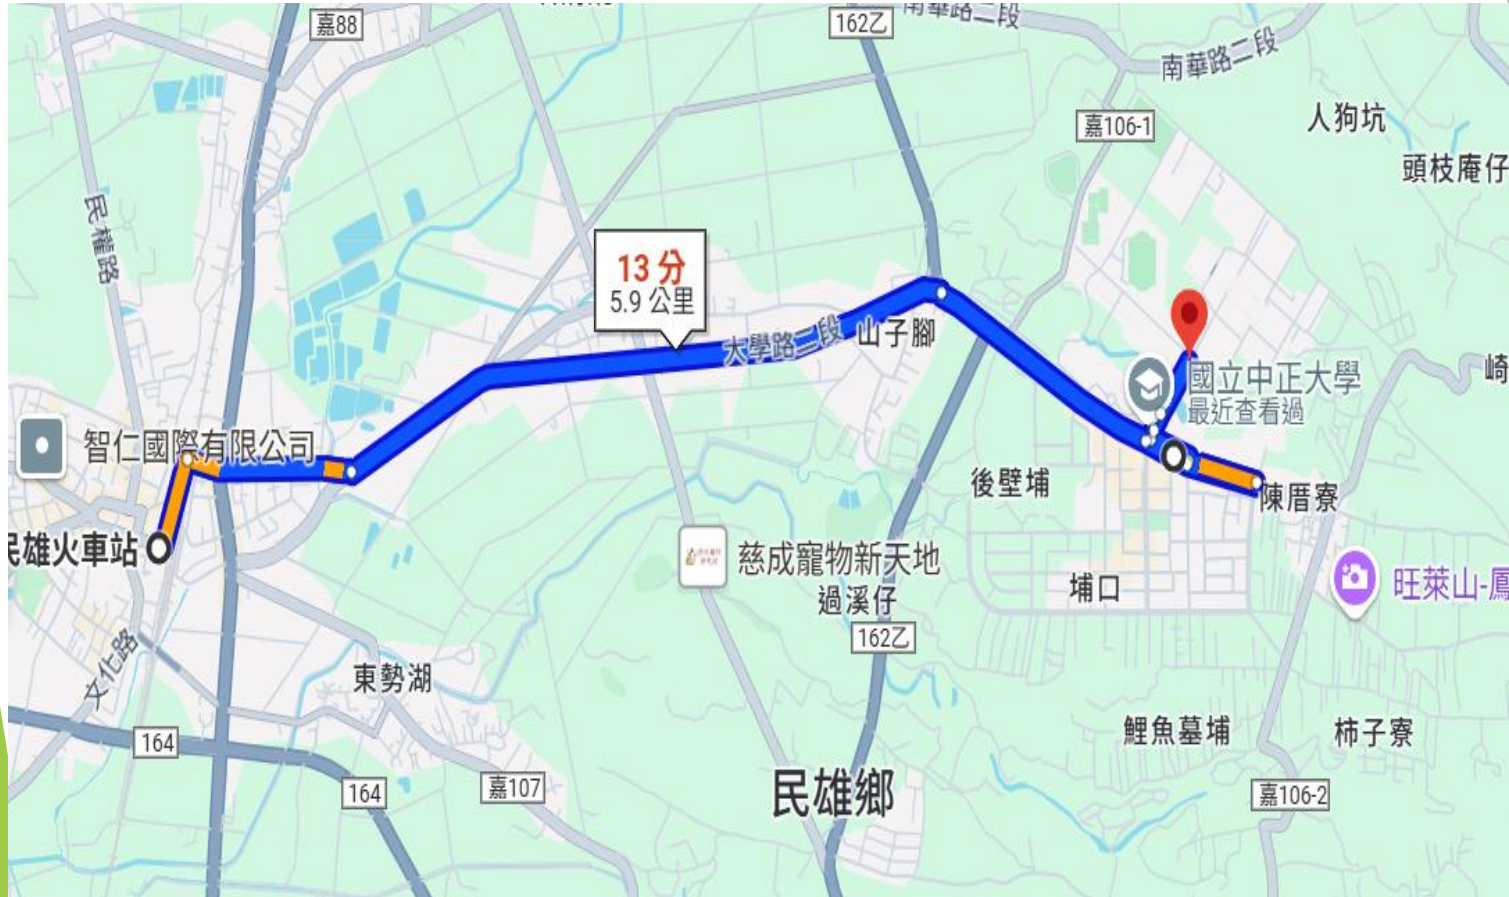 嘉88
162乙
南華路二段
南華路二段
嘉106-1
人狗坑
頭枝庵仔
民權路
13 分
5.9 公里
大學路二段
山子腳
崎
國立中正大學
最近查看過
智仁國際有限公司
後壁埔
陳厝寮
民雄火車站
慈成寵物新天地
過溪仔
埔口
旺萊山-鳳
162乙
文化路
東勢湖
164
鯉魚墓埔
柿子寮
164
嘉107
民雄鄉
嘉106-2